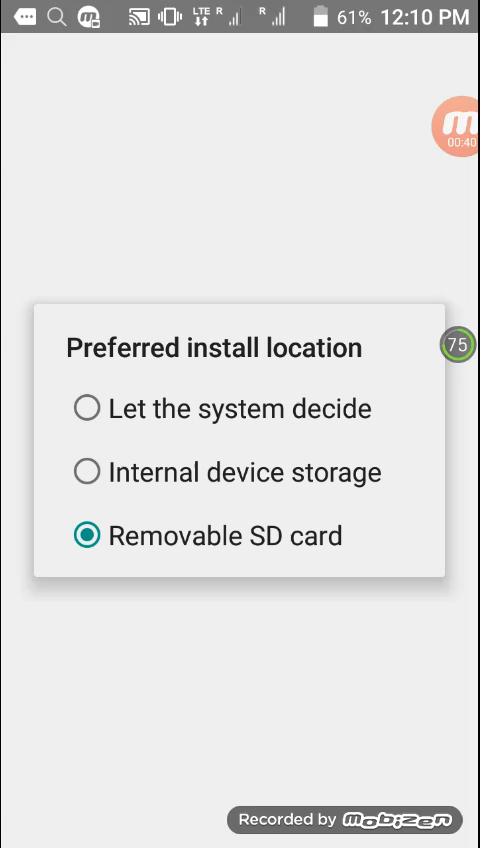 LTE R R 61% 12:10 PM
m
00:40
Preferred install location
75
Let the system decide
Internal device storage
Removable SD card
Recorded by mobizen